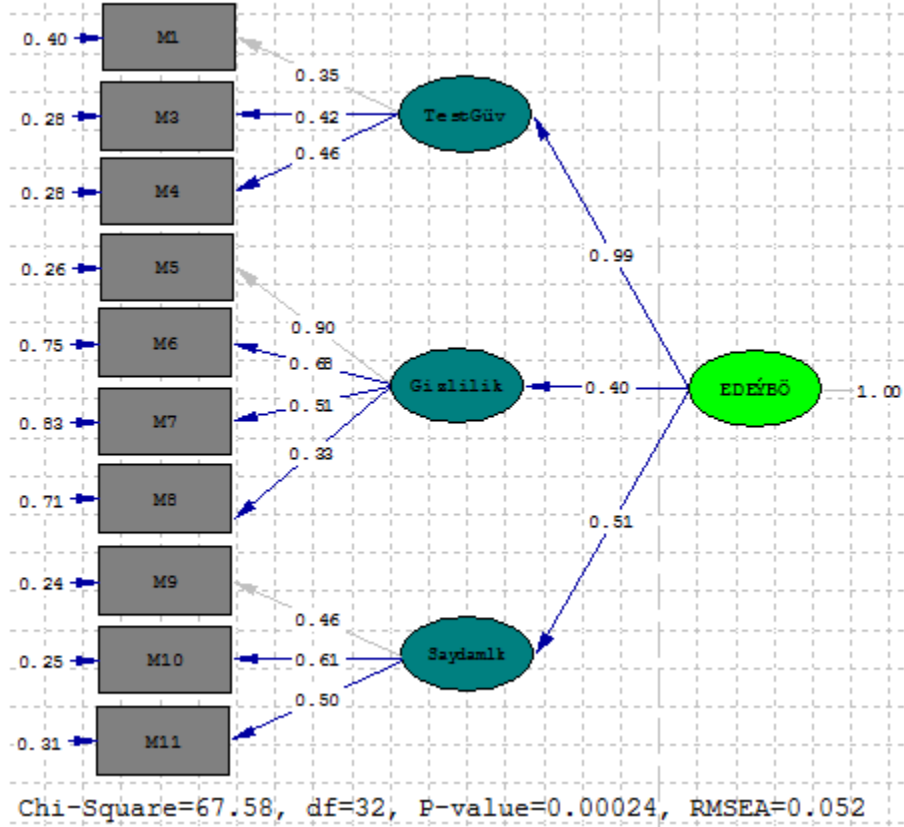 0.40 M1
0.35
0.28 M3 0.42 TestGüv
0.28 M4 0.46
0.99
0.26 M5
0.90
0.75 M6 0.68
0.83 M7 0.51 Gizlilik 0.40 EDEÝBÖ 1.00
0.71 M8 0.33
0.51
0.24 M9
0.46
0.25 M10 0.61 Saydamlk
0.50
0.31 M11
Chi-Square=67.58, df=32, P-value=0.00024, RMSEA=0.052